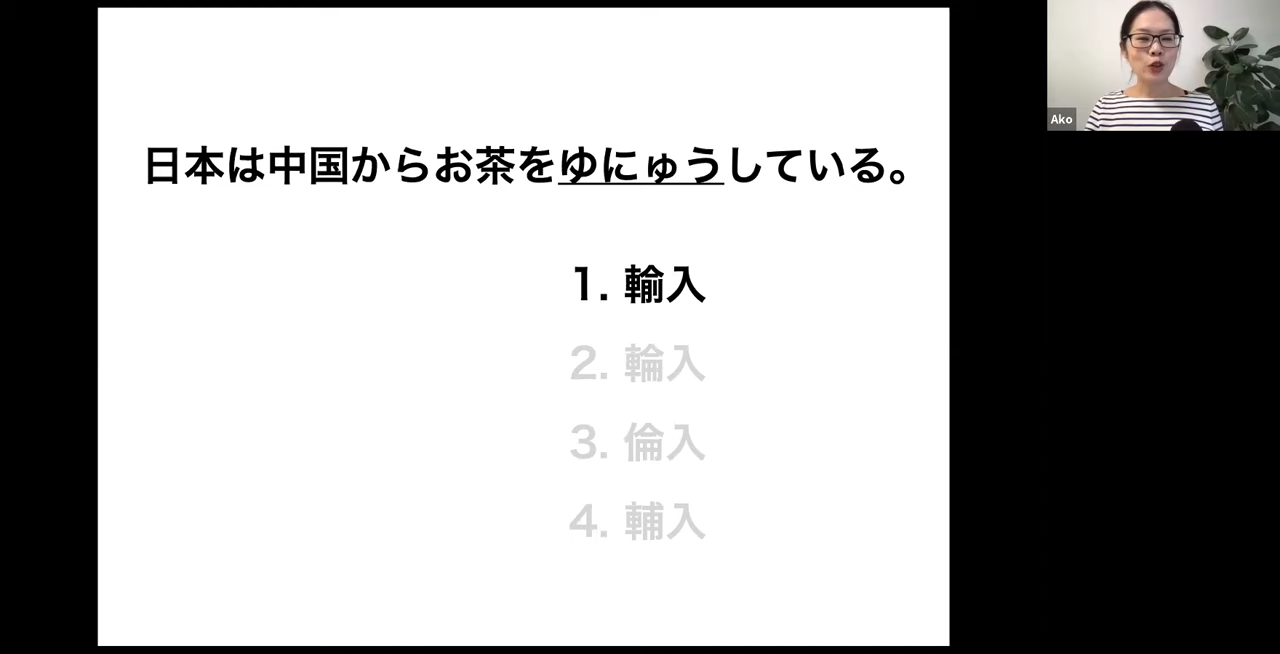 日本は中国からお茶をゆにゅうしている。
1. 輸入
2. 輪入
3. 倫入
4. 輔入
Ako